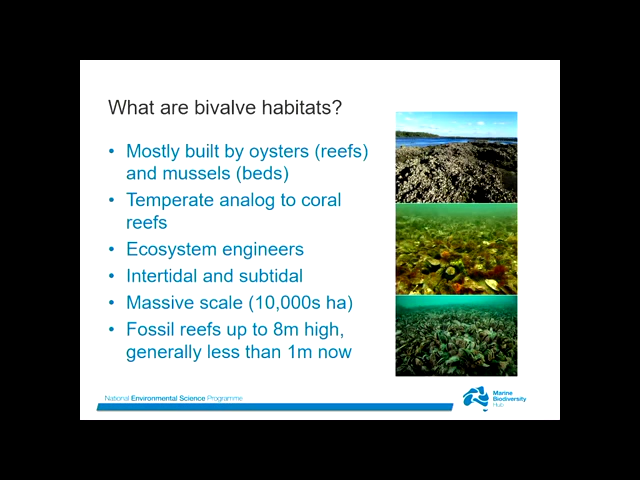 What are bivalve habitats?
• Mostly built by oysters (reefs)
and mussels (beds)
• Temperate analog to coral
reefs
• Ecosystem engineers
• Intertidal and subtidal
• Massive scale (10,000s ha)
• Fossil reefs up to 8m high,
generally less than 1m now
National Environmental Science Programme
Marine
Biodiversity
Hub